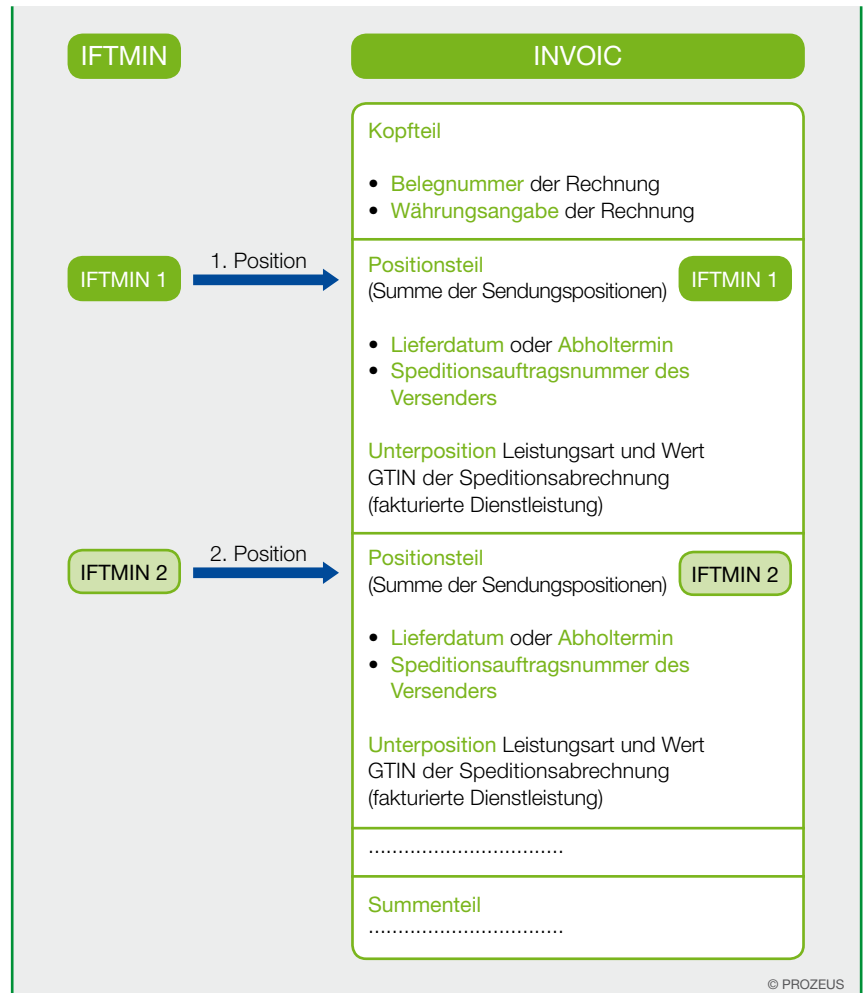 IFTMIN
INVOIC
Kopfteil
• Belegnummer der Rechnung
• Währungsangabe der Rechnung
IFTMIN 1
1. Position
Positionsteil
(Summe der Sendungspositionen)
IFTMIN 1
• Lieferdatum oder Abholtermin
• Speditionsauftragsnummer des
Versenders
Unterposition Leistungsart und Wert
GTIN der Speditionsabrechnung
(fakturierte Dienstleistung)
IFTMIN 2
2. Position
Positionsteil
(Summe der Sendungspositionen)
IFTMIN 2
• Lieferdatum oder Abholtermin
• Speditionsauftragsnummer des
Versenders
Unterposition Leistungsart und Wert
GTIN der Speditionsabrechnung
(fakturierte Dienstleistung)
.................................
Summenteil
.................................
© PROZEUS